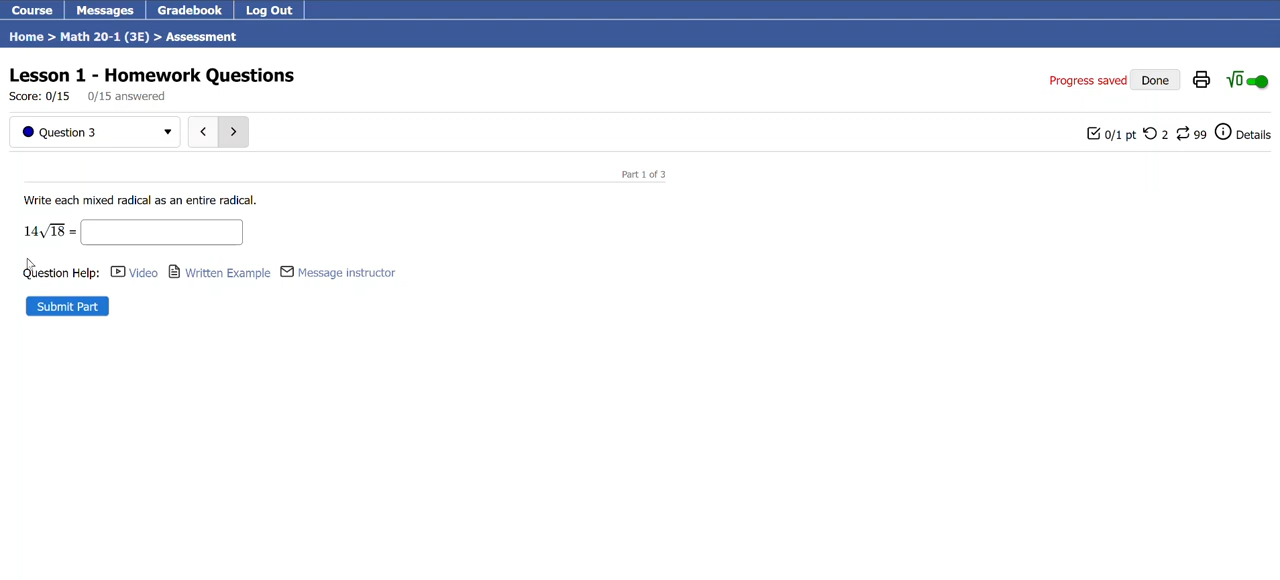 Course Messages Gradebook Log Out
Home > Math 20-1 (3E) > Assessment
Lesson 1 - Homework Questions
Progress saved Done √0
Score: 0/15 0/15 answered
Question 3 < > 0/1 pt 2 99 Details
Part 1 of 3
Write each mixed radical as an entire radical.
14√18 =
Question Help: Video Written Example Message instructor
Submit Part